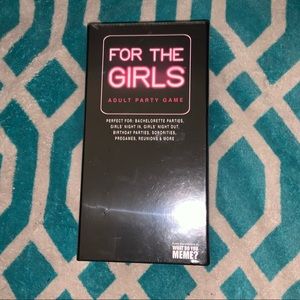 FOR THE
GIRLS
ADULT PARTY GAME
PERFECT FOR: BACHELORETTE PARTIES,
GIRLS' NIGHT IN, GIRLS' NIGHT OUT,
BIRTHDAY PARTIES, SORORITIES,
PREGAMES, REUNIONS & MORE
WHAT DO YOU
MEME?